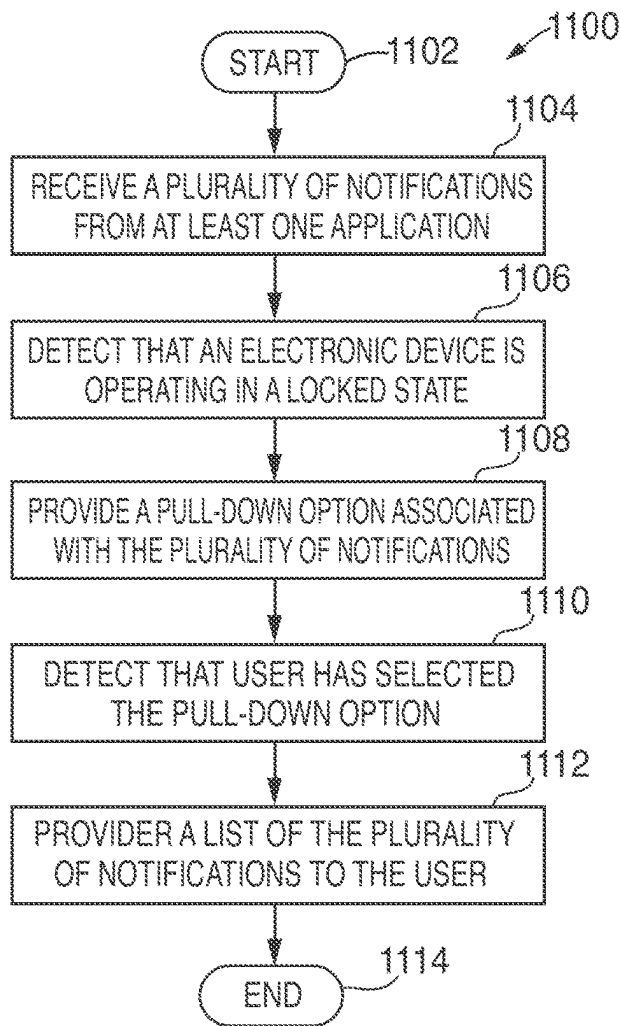 1100
START
1102
1104
RECEIVE A PLURALITY OF NOTIFICATIONS
FROM AT LEAST ONE APPLICATION
1106
DETECT THAT AN ELECTRONIC DEVICE IS
OPERATING IN A LOCKED STATE
1108
PROVIDE A PULL-DOWN OPTION ASSOCIATED
WITH THE PLURALITY OF NOTIFICATIONS
1110
DETECT THAT USER HAS SELECTED
THE PULL-DOWN OPTION
1112
PROVIDER A LIST OF THE PLURALITY
OF NOTIFICATIONS TO THE USER
1114
END